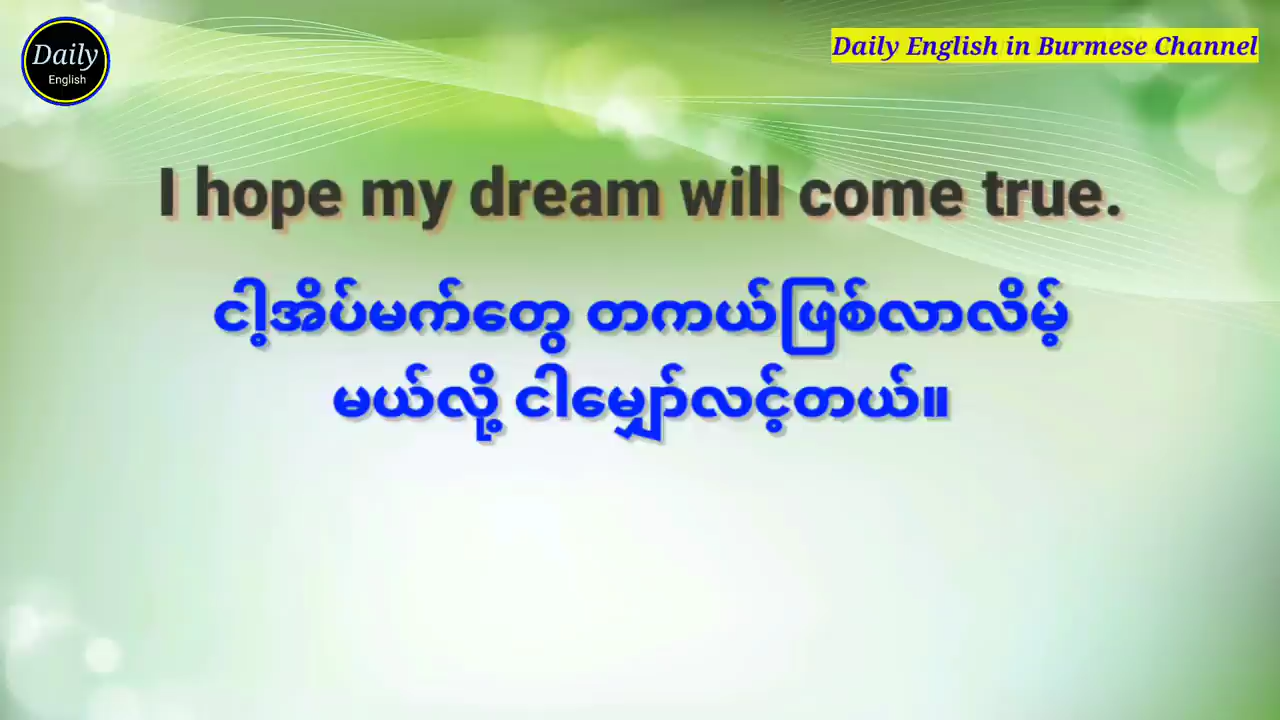 Daily
English
Daily English in Burmese Channel
I hope my dream will come true.
ငါ့အိပ်မက်တွေ တကယ်ဖြစ်လာလိမ့်
မယ်လို့ ငါမျှော်လင့်တယ်။